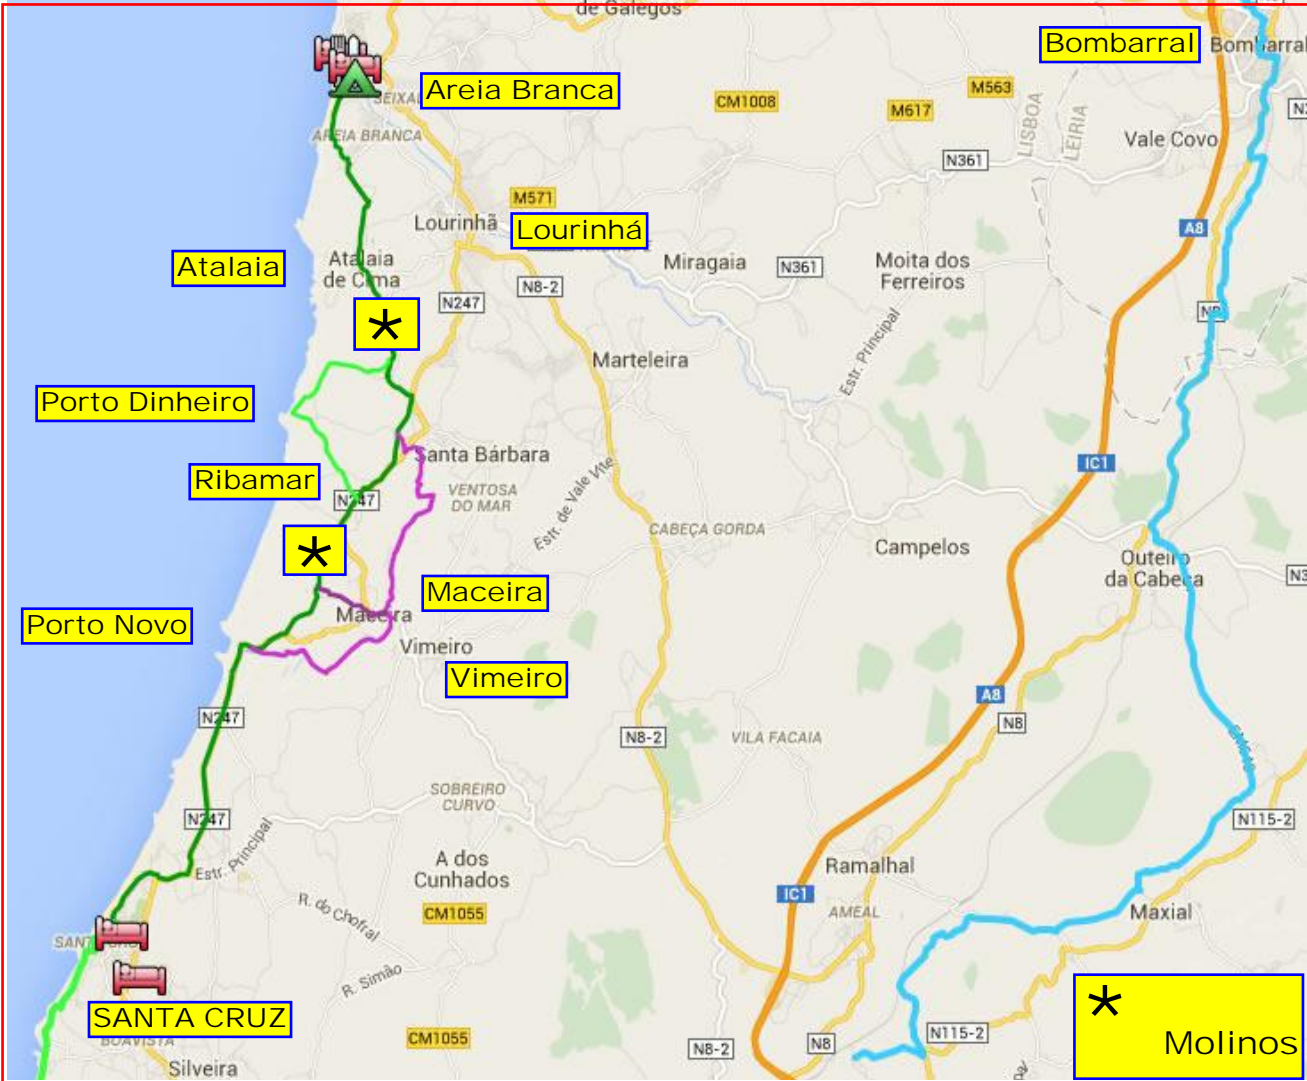 de Galegos
Bombarral
Bombarral
Areia Branca
SEIXAL
CM1008
M563
M617
AREIA BRANCA
LISBOA
LEIRIA
Vale Covo
N361
M571
Lourinhã
Lourinhá
A8
Atalaia
Atalaia
de Cima
Miragaia
N361
Moita dos
Ferreiros
N8-2
N247
N8
*
Marteleira
Estr. Principal
Porto Dinheiro
Santa Bárbara
IC1
Ribamar
N247
VENTOSA
DO MAR
Estr. de Vale Vite
CABEÇA GORDA
*
Campelos
Outeiro
da Cabeça
Maceira
Maceira
Porto Novo
Vimeiro
Vimeiro
A8
N247
N8
N8-2
VILA FACAIA
SOBREIRO
CURVO
N247
N115-2
Estr. Principal
A dos
Cunhados
Ramalhal
IC1
R. do Chofral
CM1055
AMEAL
Maxial
R. Simão
*
Molinos
SANTA CRUZ
BOAVISTA
CM1055
N8-2
N8
N115-2
Silveira